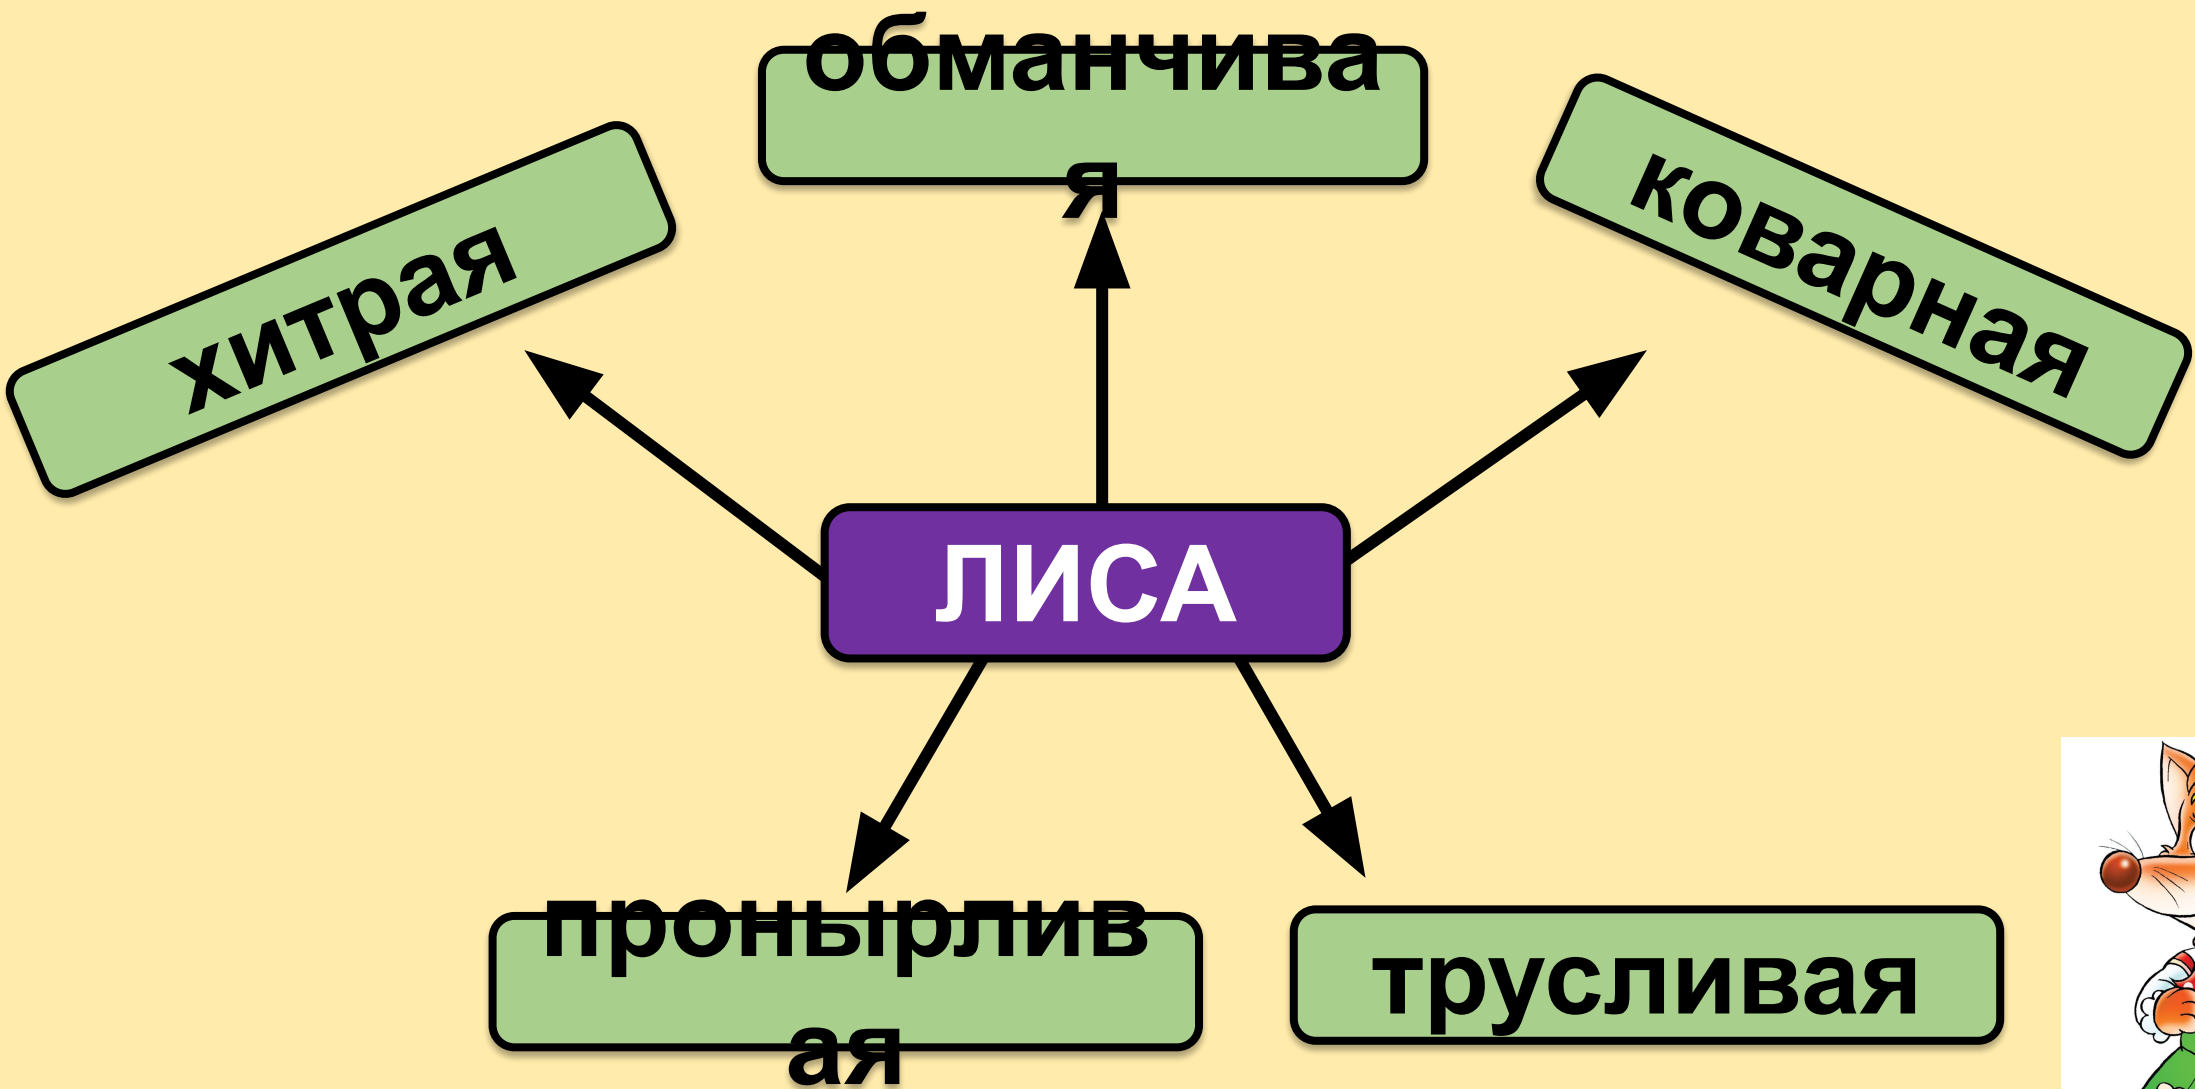 обманчива
я
хитрая
коварная
ЛИСА
пронырлив
ая
трусливая